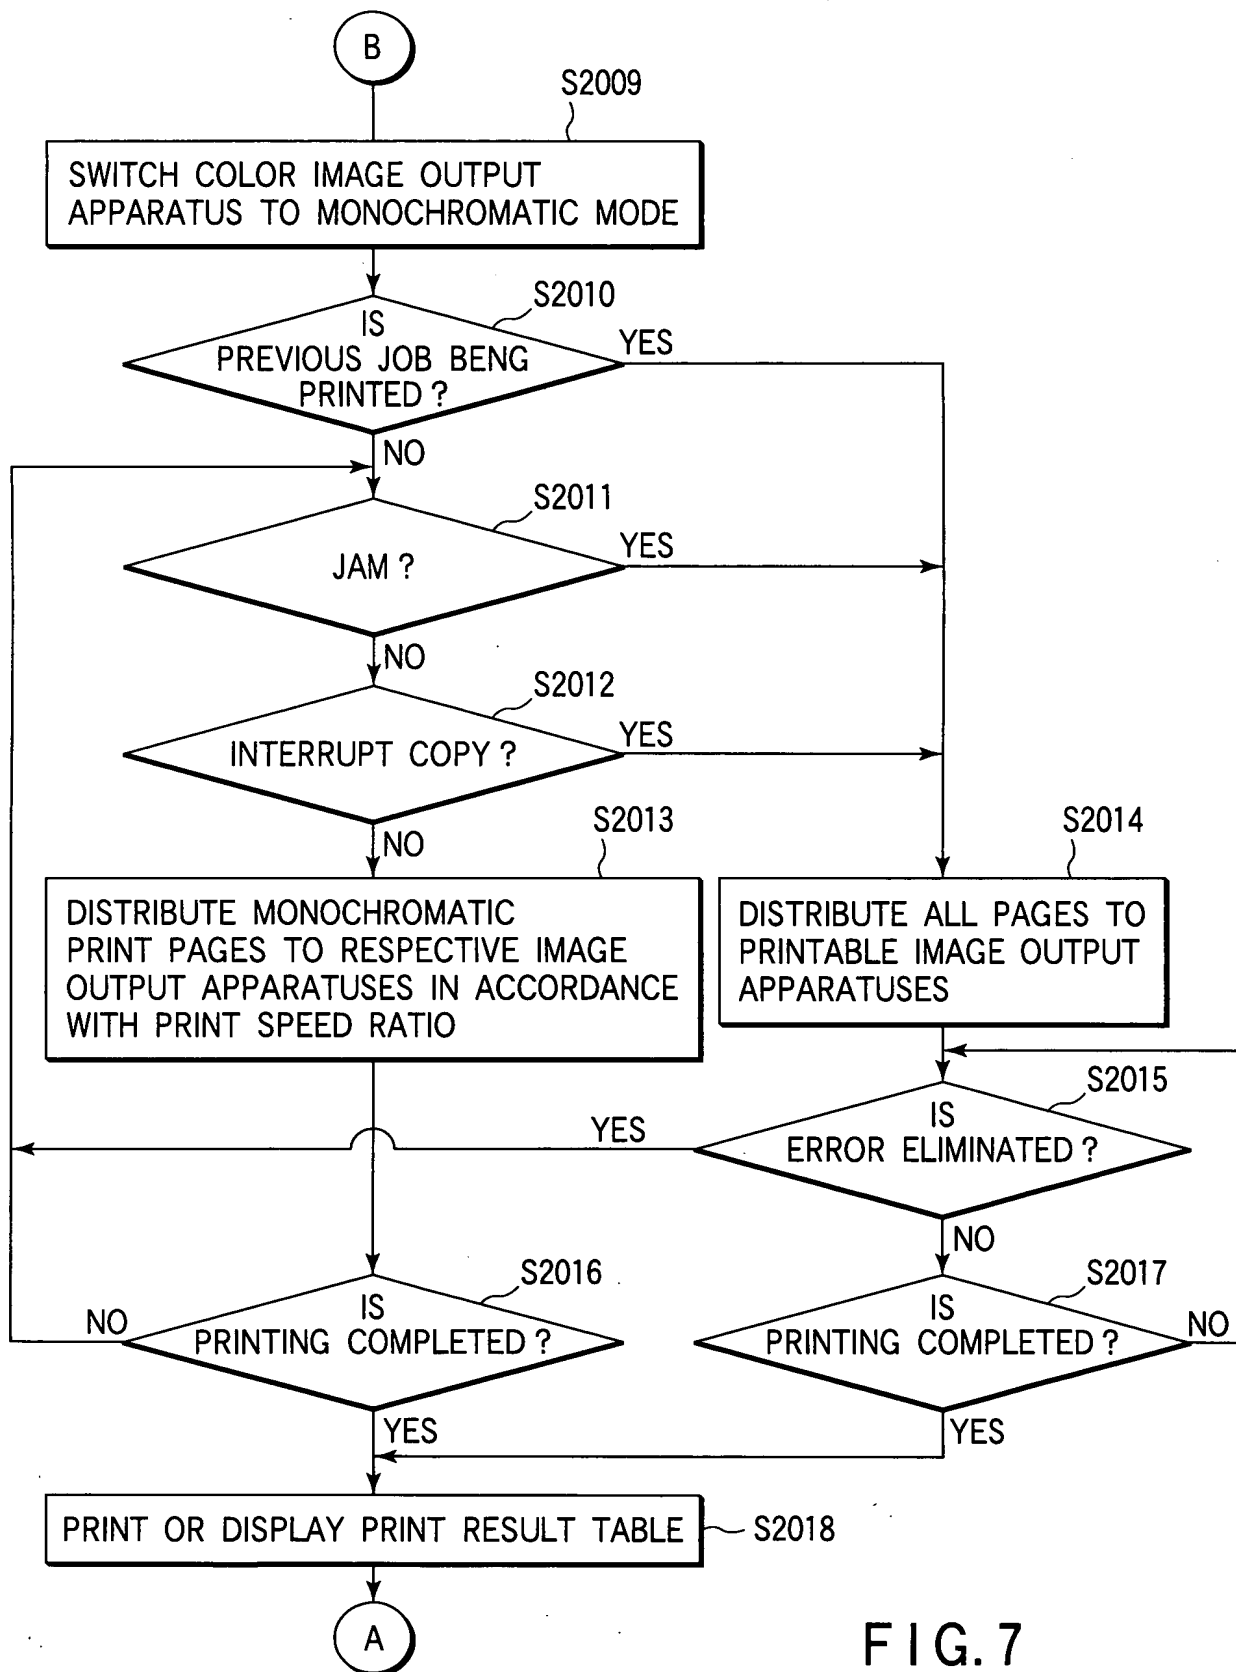 B
S2009
SWITCH COLOR IMAGE OUTPUT
APPARATUS TO MONOCHROMATIC MODE
S2010
IS
PREVIOUS JOB BENG
PRINTED ?
YES
NO
S2011
JAM ?
YES
NO
S2012
INTERRUPT COPY ?
YES
NO
S2013
DISTRIBUTE MONOCHROMATIC
PRINT PAGES TO RESPECTIVE IMAGE
OUTPUT APPARATUSES IN ACCORDANCE
WITH PRINT SPEED RATIO
S2014
DISTRIBUTE ALL PAGES TO
PRINTABLE IMAGE OUTPUT
APPARATUSES
S2015
IS
ERROR ELIMINATED ?
YES
NO
S2016
IS
PRINTING COMPLETED ?
NO
YES
S2017
IS
PRINTING COMPLETED ?
NO
YES
PRINT OR DISPLAY PRINT RESULT TABLE
S2018
A
FIG. 7